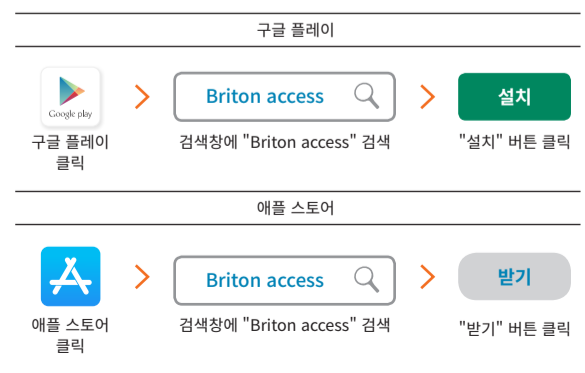 구글 플레이
Google play
Briton access
설치
구글 플레이
클릭
검색창에 "Briton access" 검색
"설치" 버튼 클릭
애플 스토어
Briton access
받기
애플 스토어
클릭
검색창에 "Briton access" 검색
"받기" 버튼 클릭